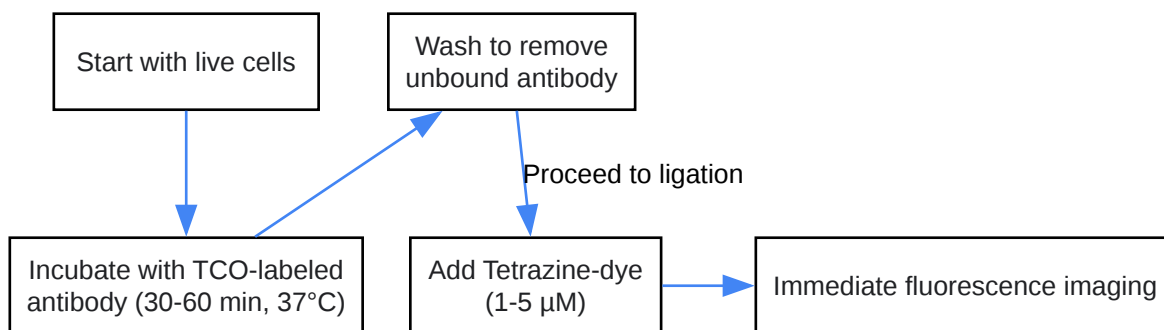 Start with live cells
Incubate with TCO-labeled
antibody (30-60 min, 37°C)
Wash to remove
unbound antibody
Proceed to ligation
Add Tetrazine-dye
(1-5 µM)
Immediate fluorescence imaging